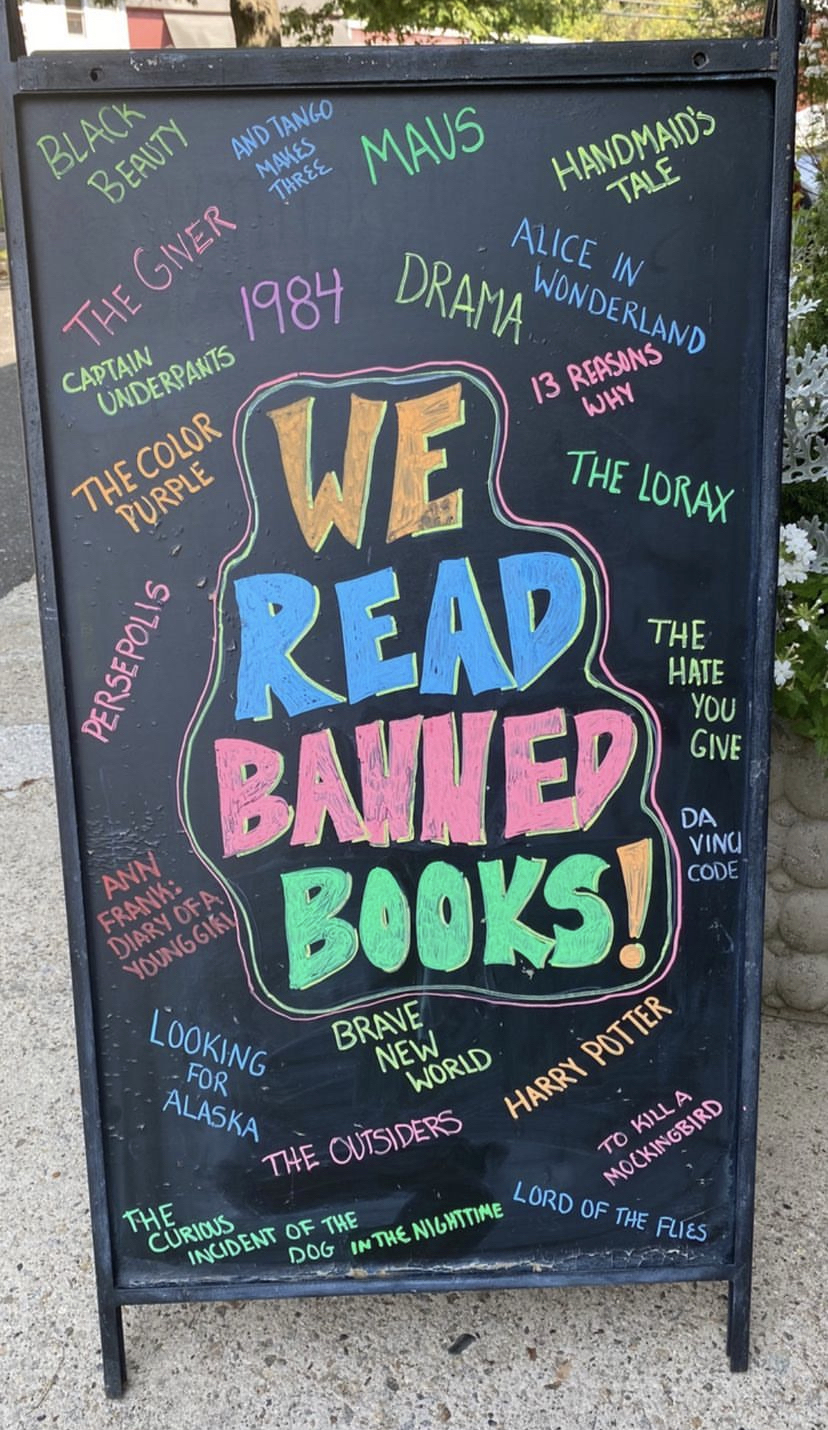 BLACK
BEAUTY
AND TANGO
MAKES
THREE
MAUS
HANDMAID'S
TALE
THE GIVER
1984
DRAMA
ALICE IN
WONDERLAND
CAPTAIN
UNDERPANTS
13 REASONS
WHY
THE COLOR
PURPLE
THE LORAX
WE
READ
BANNED
BOOKS!
PERSEPOLIS
THE
HATE
YOU
GIVE
DA
VINCI
CODE
ANN
FRANK:
DIARY OF A
YOUNG GIRL
LOOKING
FOR
ALASKA
BRAVE
NEW
WORLD
HARRY POTTER
THE OUTSIDERS
TO KILL A
MOCKINGBIRD
THE
CURIOUS
INCIDENT OF THE
DOG IN THE NIGHTTIME
LORD OF THE FLIES